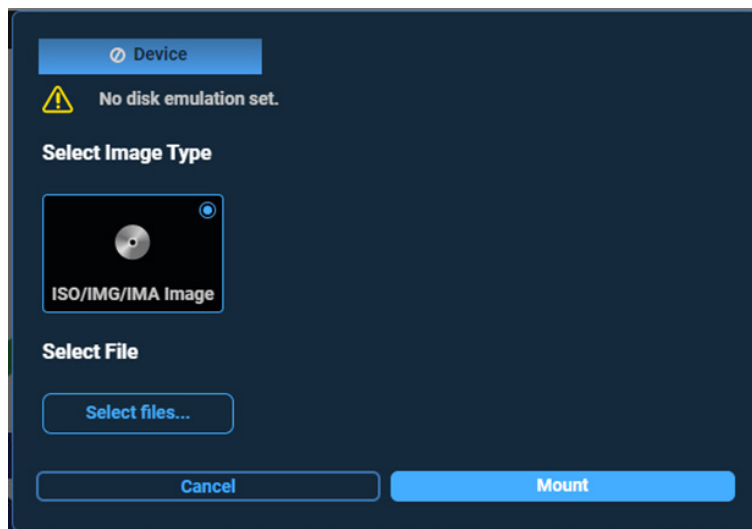 Device
No disk emulation set.
Select Image Type
ISO/IMG/IMA Image
Select File
Select files...
Cancel
Mount